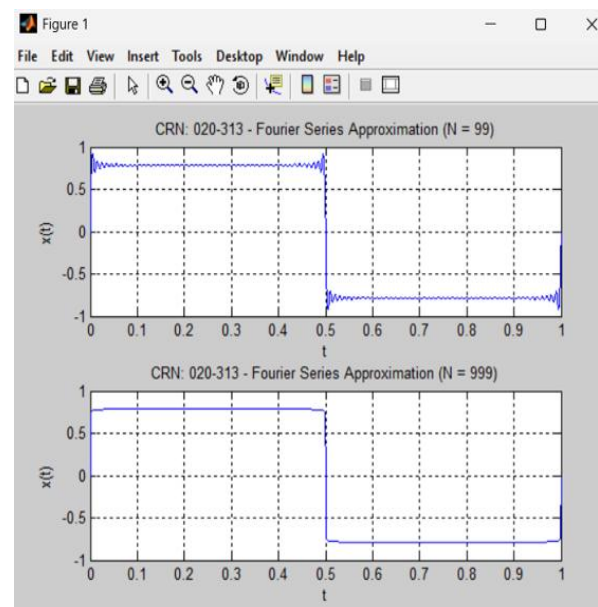 Figure 1
File Edit View Insert Tools Desktop Window Help
CRN: 020-313 - Fourier Series Approximation (N = 99)
1
0.5
0
-0.5
-1
x(t)
0 0.1 0.2 0.3 0.4 0.5 0.6 0.7 0.8 0.9 1
t
CRN: 020-313 - Fourier Series Approximation (N = 999)
1
0.5
0
-0.5
-1
x(t)
0 0.1 0.2 0.3 0.4 0.5 0.6 0.7 0.8 0.9 1
t